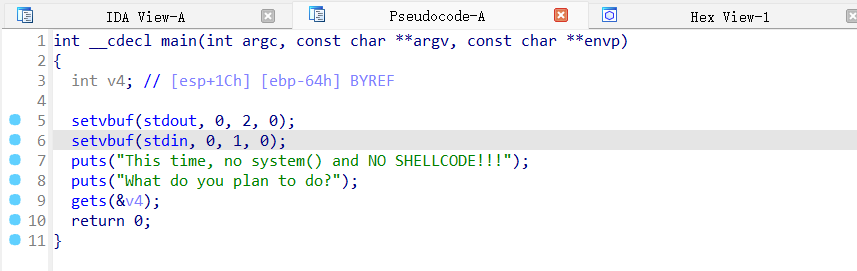 IDA View-A Pseudocode-A Hex View-1
1 int __cdecl main(int argc, const char **argv, const char **envp)
2 {
3   int v4; // [esp+1Ch] [ebp-64h] BYREF
4
5   setvbuf(stdout, 0, 2, 0);
6   setvbuf(stdin, 0, 1, 0);
7   puts("This time, no system() and NO SHELLCODE!!!");
8   puts("What do you plan to do?");
9   gets(&v4);
10   return 0;
11 }